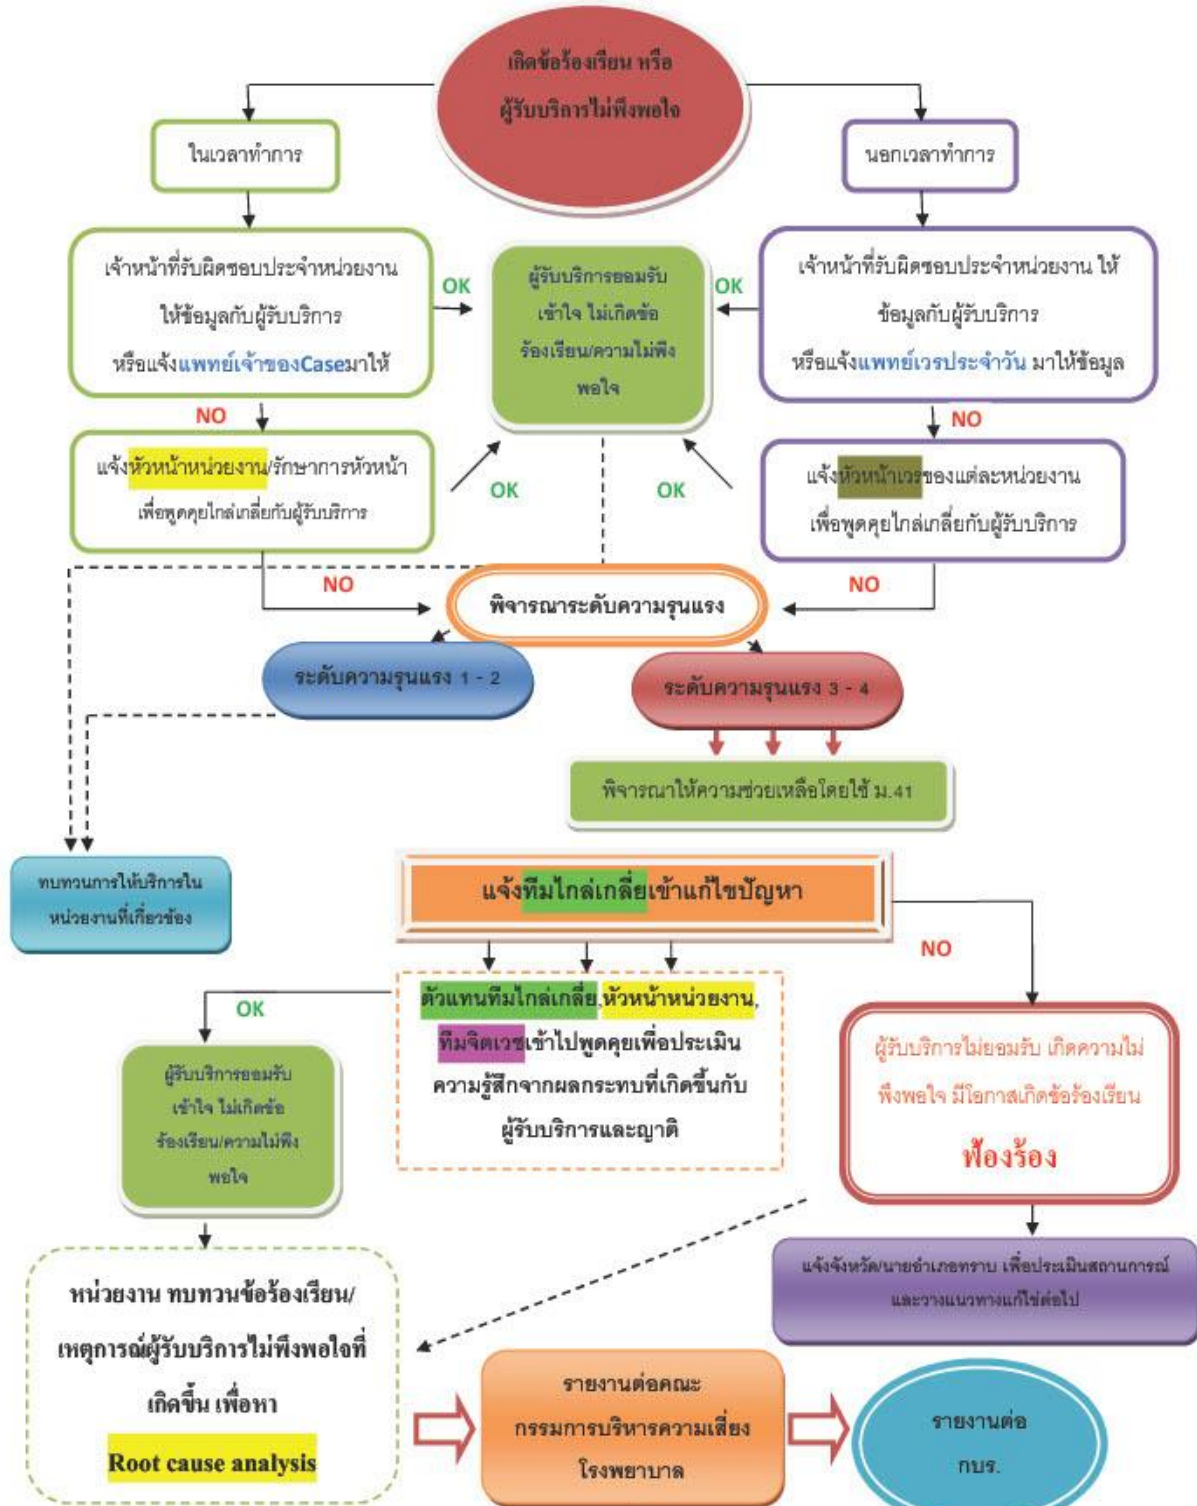 เกิดข้อร้องเรียน หรือ
ผู้รับบริการไม่พึงพอใจ
ในเวลาทำการ
นอกเวลาทำการ
เจ้าหน้าที่รับผิดชอบประจำหน่วยงาน
ให้ข้อมูลกับผู้รับบริการ
หรือแจ้งแพทย์เจ้าของCaseมาให้
OK
ผู้รับบริการยอมรับ
เข้าใจ ไม่เกิดข้อ
ร้องเรียน/ความไม่พึง
พอใจ
OK
เจ้าหน้าที่รับผิดชอบประจำหน่วยงาน ให้
ข้อมูลกับผู้รับบริการ
หรือแจ้งแพทย์เวรประจำวัน มาให้ข้อมูล
NO
NO
แจ้งหัวหน้าหน่วยงาน/รักษาการหัวหน้า
เพื่อพูดคุยไกล่เกลี่ยกับผู้รับบริการ
OK
OK
แจ้งหัวหน้าเวรของแต่ละหน่วยงาน
เพื่อพูดคุยไกล่เกลี่ยกับผู้รับบริการ
NO
NO
พิจารณาระดับความรุนแรง
ระดับความรุนแรง 1 - 2
ระดับความรุนแรง 3 - 4
พิจารณาให้ความช่วยเหลือโดยใช้ ม.41
ทบทวนการให้บริการใน
หน่วยงานที่เกี่ยวข้อง
แจ้งทีมไกล่เกลี่ยเข้าแก้ไขปัญหา
NO
OK
ตัวแทนทีมไกล่เกลี่ย,หัวหน้าหน่วยงาน,
ทีมจิตเวชเข้าไปพูดคุยเพื่อประเมิน
ความรู้สึกจากผลกระทบที่เกิดขึ้นกับ
ผู้รับบริการและญาติ
ผู้รับบริการยอมรับ
เข้าใจ ไม่เกิดข้อ
ร้องเรียน/ความไม่พึง
พอใจ
ผู้รับบริการไม่ยอมรับ เกิดความไม่
พึงพอใจ มีโอกาสเกิดข้อร้องเรียน
ฟ้องร้อง
แจ้งจังหวัด/นายอำเภอทราบ เพื่อประเมินสถานการณ์
และวางแนวทางแก้ไขต่อไป
หน่วยงาน ทบทวนข้อร้องเรียน/
เหตุการณ์ผู้รับบริการไม่พึงพอใจที่
เกิดขึ้น เพื่อหา
Root cause analysis
รายงานต่อคณะ
กรรมการบริหารความเสี่ยง
โรงพยาบาล
รายงานต่อ
กบร.